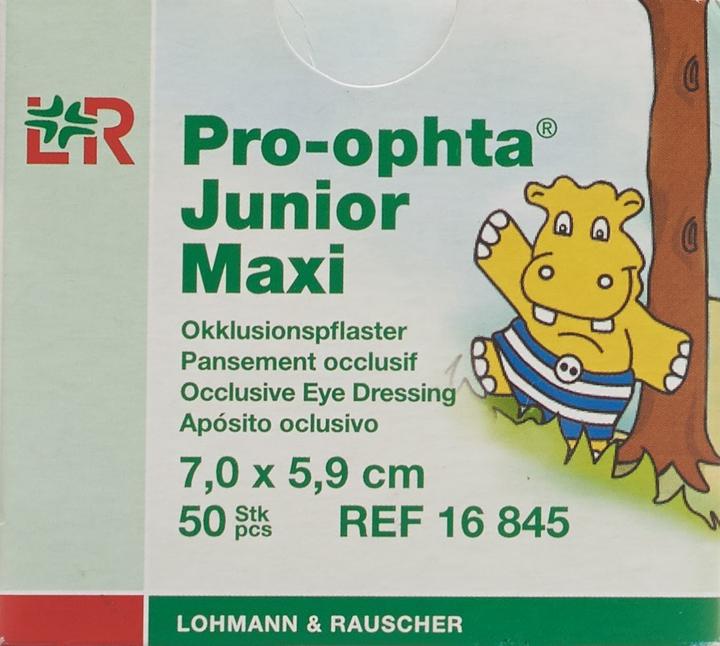 L&R
Pro-ophta®
Junior
Maxi
Okklusionspflaster
Pansement occlusif
Occlusive Eye Dressing
Apósito oclusivo
7,0 x 5,9 cm
50 Stk pcs REF 16 845
LOHMANN & RAUSCHER